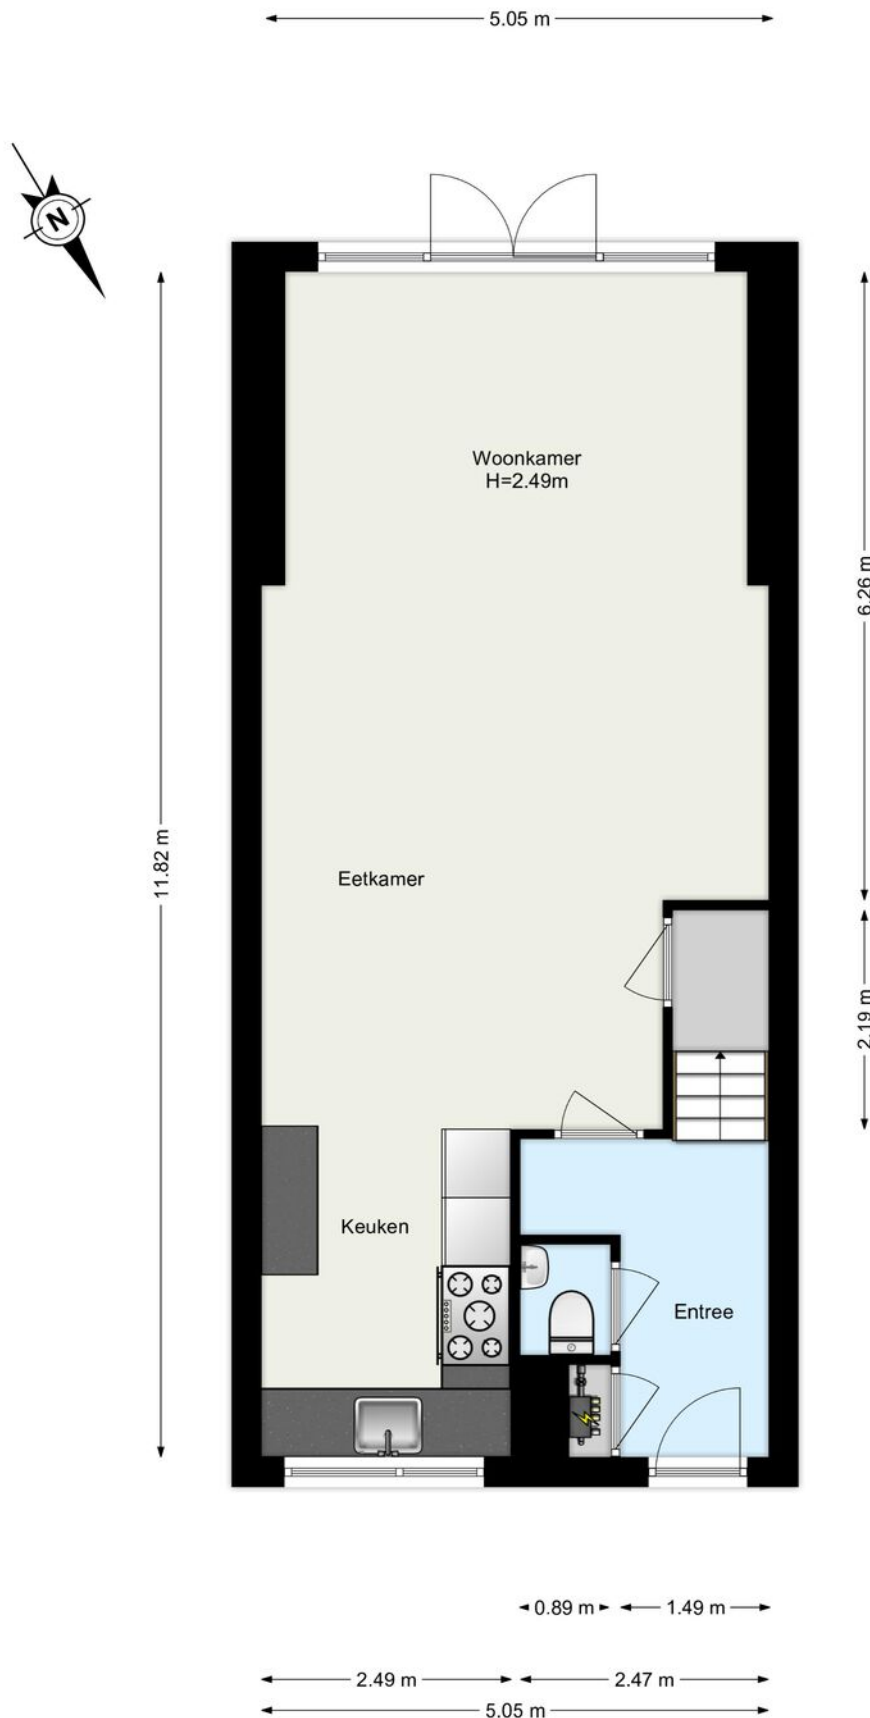 5.05 m
N
Woonkamer
H=2.49m
6.26 m
11.82 m
Eetkamer
2.19 m
Keuken
Entree
0.89 m
1.49 m
2.49 m
2.47 m
5.05 m